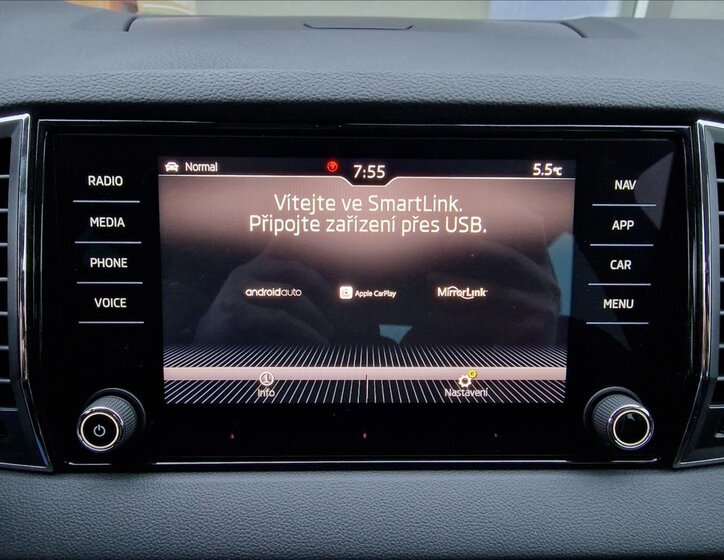 RADIO
MEDIA
PHONE
VOICE
Normal
7:55
5.5°C
Vítejte ve SmartLink.
Připojte zařízení přes USB.
androidauto
Apple CarPlay
MirrorLink
Info
Nastavení
NAV
APP
CAR
MENU